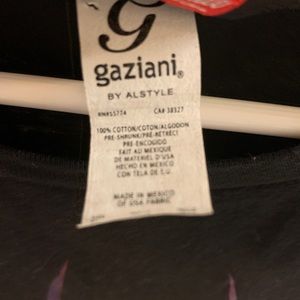 G
gaziani®
BY ALSTYLE
RN#55774 CA# 38327
100% COTTON/COTON/ALGODON
PRE-SHRUNK/PRE-RÉTRÉCI
PRE-ENCOGIDO
FAIT AU MEXIQUE
DE MATERIEL D'USA
HECHO EN MEXICO
CON TELA DE E.U.
MADE IN MEXICO
OF USA FABRIC